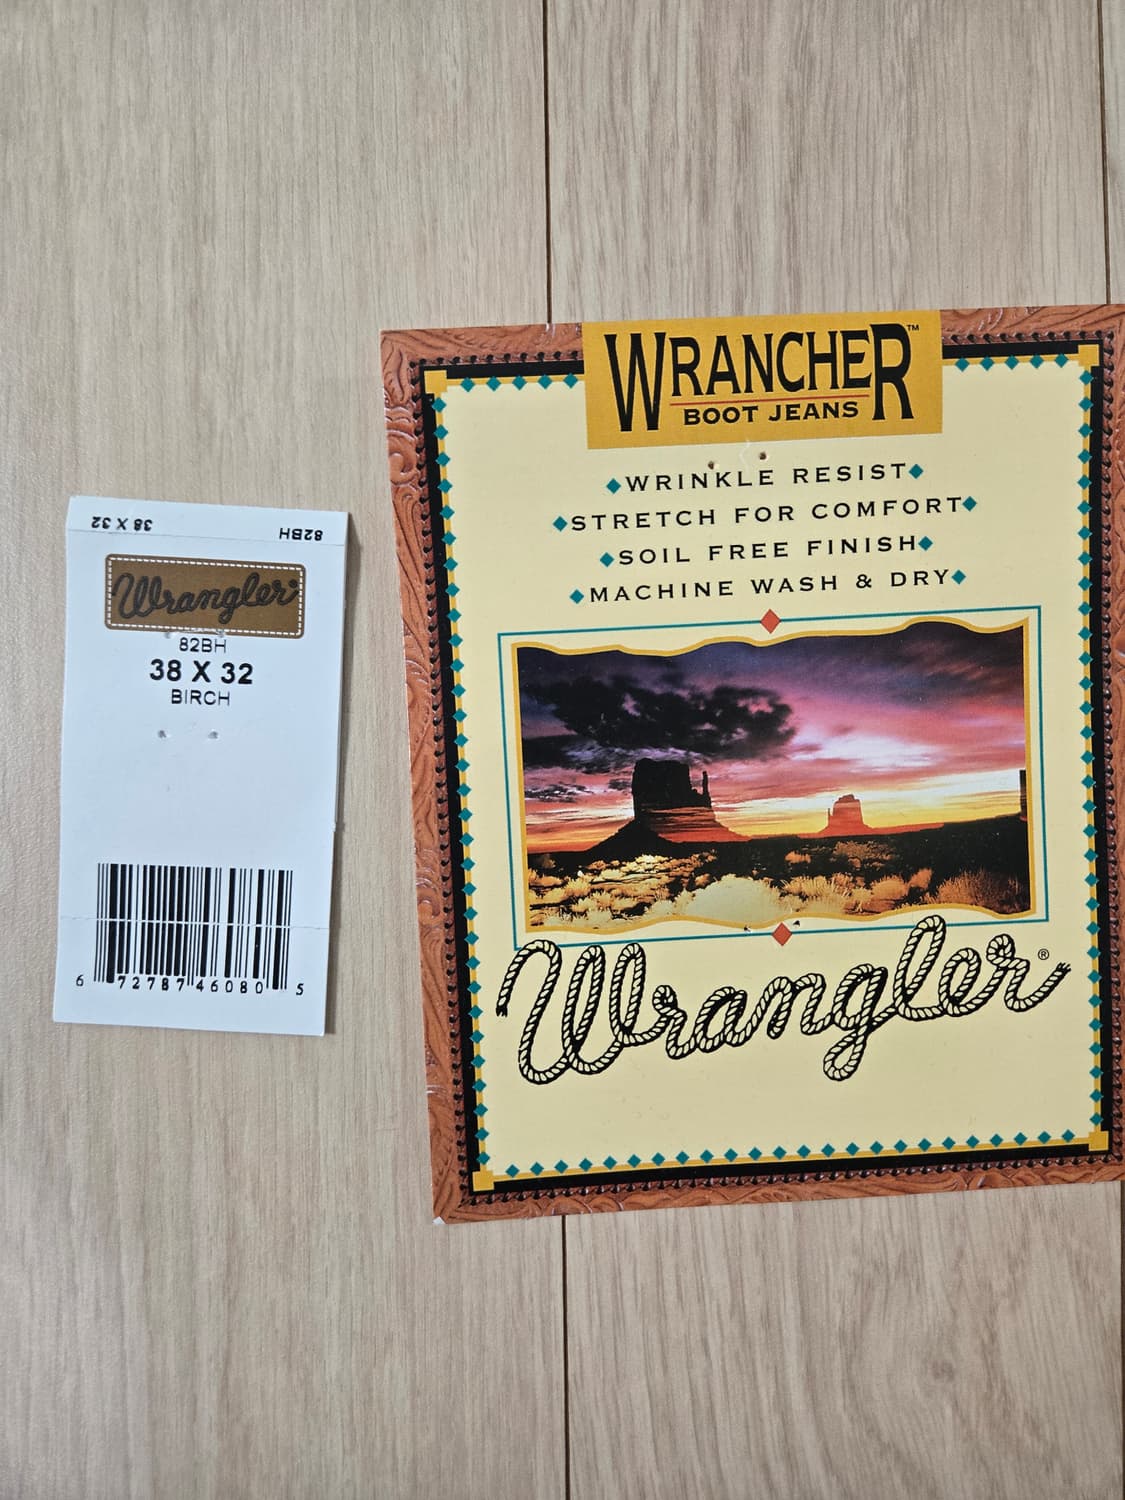 38 X 32
82BH
Wrangler
82BH
38 X 32
BIRCH
6 72787 46080 5
WRANCHER™
BOOT JEANS
◆WRINKLE RESIST◆
◆STRETCH FOR COMFORT◆
◆SOIL FREE FINISH◆
◆MACHINE WASH & DRY◆
Wrangler®